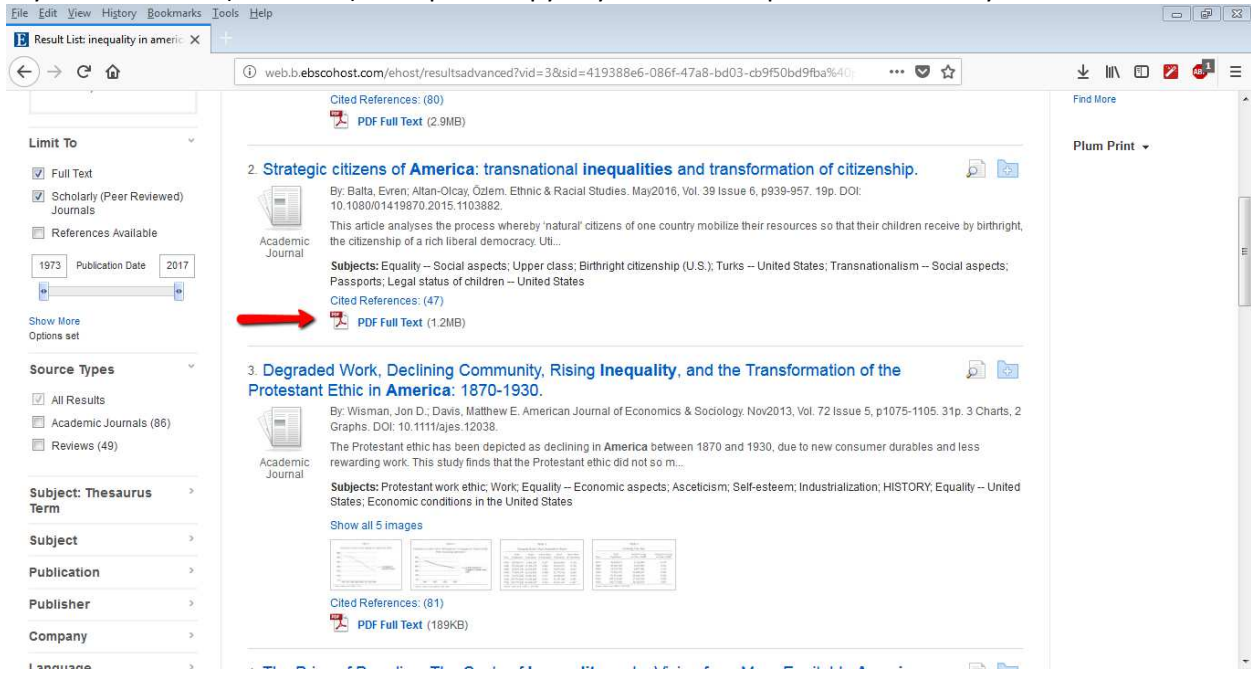 File Edit View History Bookmarks Tools Help
Result List: inequality in americ
web.b.ebscohost.com/ehost/resultsadvanced?vid=3&sid=419388e6-086f-47a8-bd03-cb9f50bd9fba%40
ABP 1
Cited References: (80)
PDF Full Text (2.9MB)
Find More
Plum Print
Limit To
Full Text
Scholarly (Peer Reviewed) Journals
References Available
1973 Publication Date 2017
Show More
Options set
Source Types
All Results
Academic Journals (86)
Reviews (49)
Subject: Thesaurus Term
Subject
Publication
Publisher
Company
Language
2. Strategic citizens of America: transnational inequalities and transformation of citizenship.
Academic Journal
By: Balta, Evren; Altan-Olcay, Özlem. Ethnic & Racial Studies. May2016, Vol. 39 Issue 6, p939-957. 19p. DOI:
10.1080/01419870.2015.1103882.
This article analyses the process whereby 'natural' citizens of one country mobilize their resources so that their children receive by birthright,
the citizenship of a rich liberal democracy. Uti...
Subjects: Equality -- Social aspects; Upper class; Birthright citizenship (U.S.); Turks -- United States; Transnationalism -- Social aspects;
Passports; Legal status of children -- United States
Cited References: (47)
PDF Full Text (1.2MB)
3. Degraded Work, Declining Community, Rising Inequality, and the Transformation of the
Protestant Ethic in America: 1870-1930.
Academic Journal
By: Wisman, Jon D.; Davis, Matthew E. American Journal of Economics & Sociology. Nov2013, Vol. 72 Issue 5, p1075-1105. 31p. 3 Charts, 2
Graphs. DOI: 10.1111/ajes.12038.
The Protestant ethic has been depicted as declining in America between 1870 and 1930, due to new consumer durables and less
rewarding work. This study finds that the Protestant ethic did not so m...
Subjects: Protestant work ethic; Work; Equality -- Economic aspects; Asceticism; Self-esteem; Industrialization; HISTORY; Equality -- United
States; Economic conditions in the United States
Show all 5 images
Cited References: (81)
PDF Full Text (189KB)